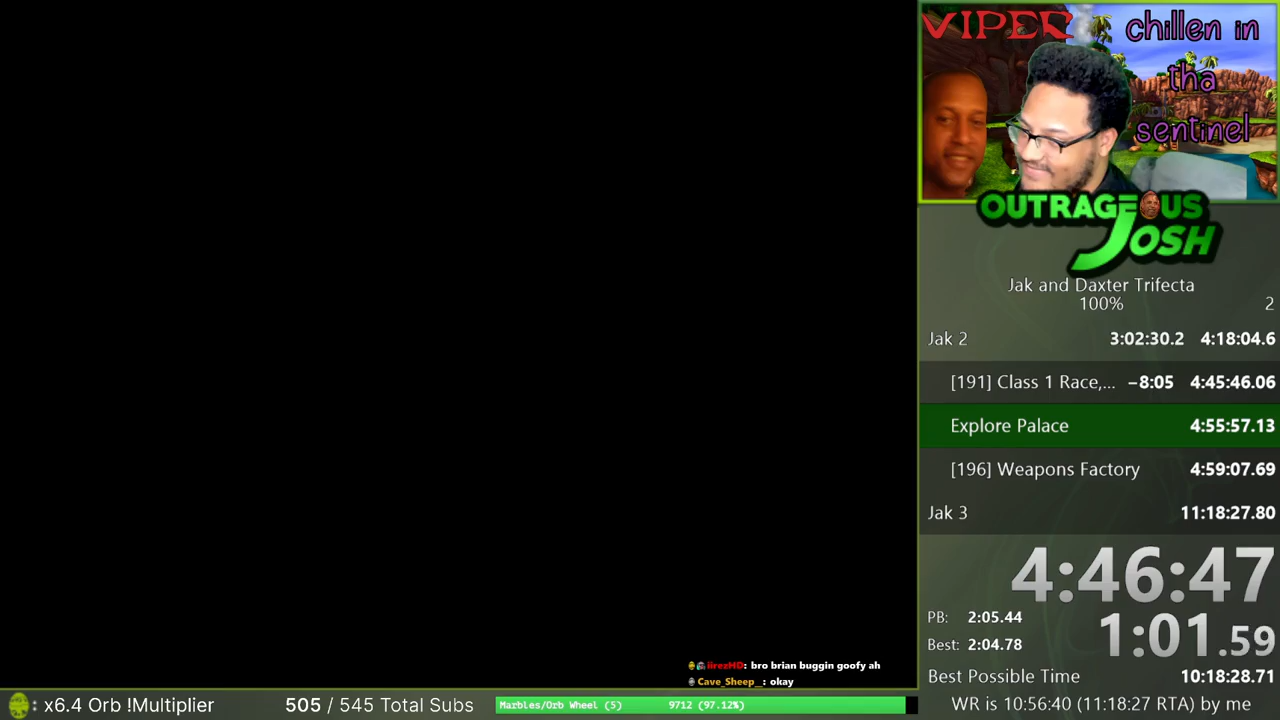 VIPER
chillen in
tha
sentinel
OUTRAGEOUS
JOSH
Jak and Daxter Trifecta
100% 2
Jak 2 3:02:30.2 4:18:04.6
[191] Class 1 Race,... −8:05 4:45:46.06
Explore Palace 4:55:57.13
[196] Weapons Factory 4:59:07.69
Jak 3 11:18:27.80
4:46:47
PB: 2:05.44
1:01.59
Best: 2:04.78
Best Possible Time 10:18:28.71
WR is 10:56:40 (11:18:27 RTA) by me
iirezHD: bro brian buggin goofy ah
Cave_Sheep_: okay
: x6.4 Orb !Multiplier 505 / 545 Total Subs Marbles/Orb Wheel (5) 9712 (97.12%)